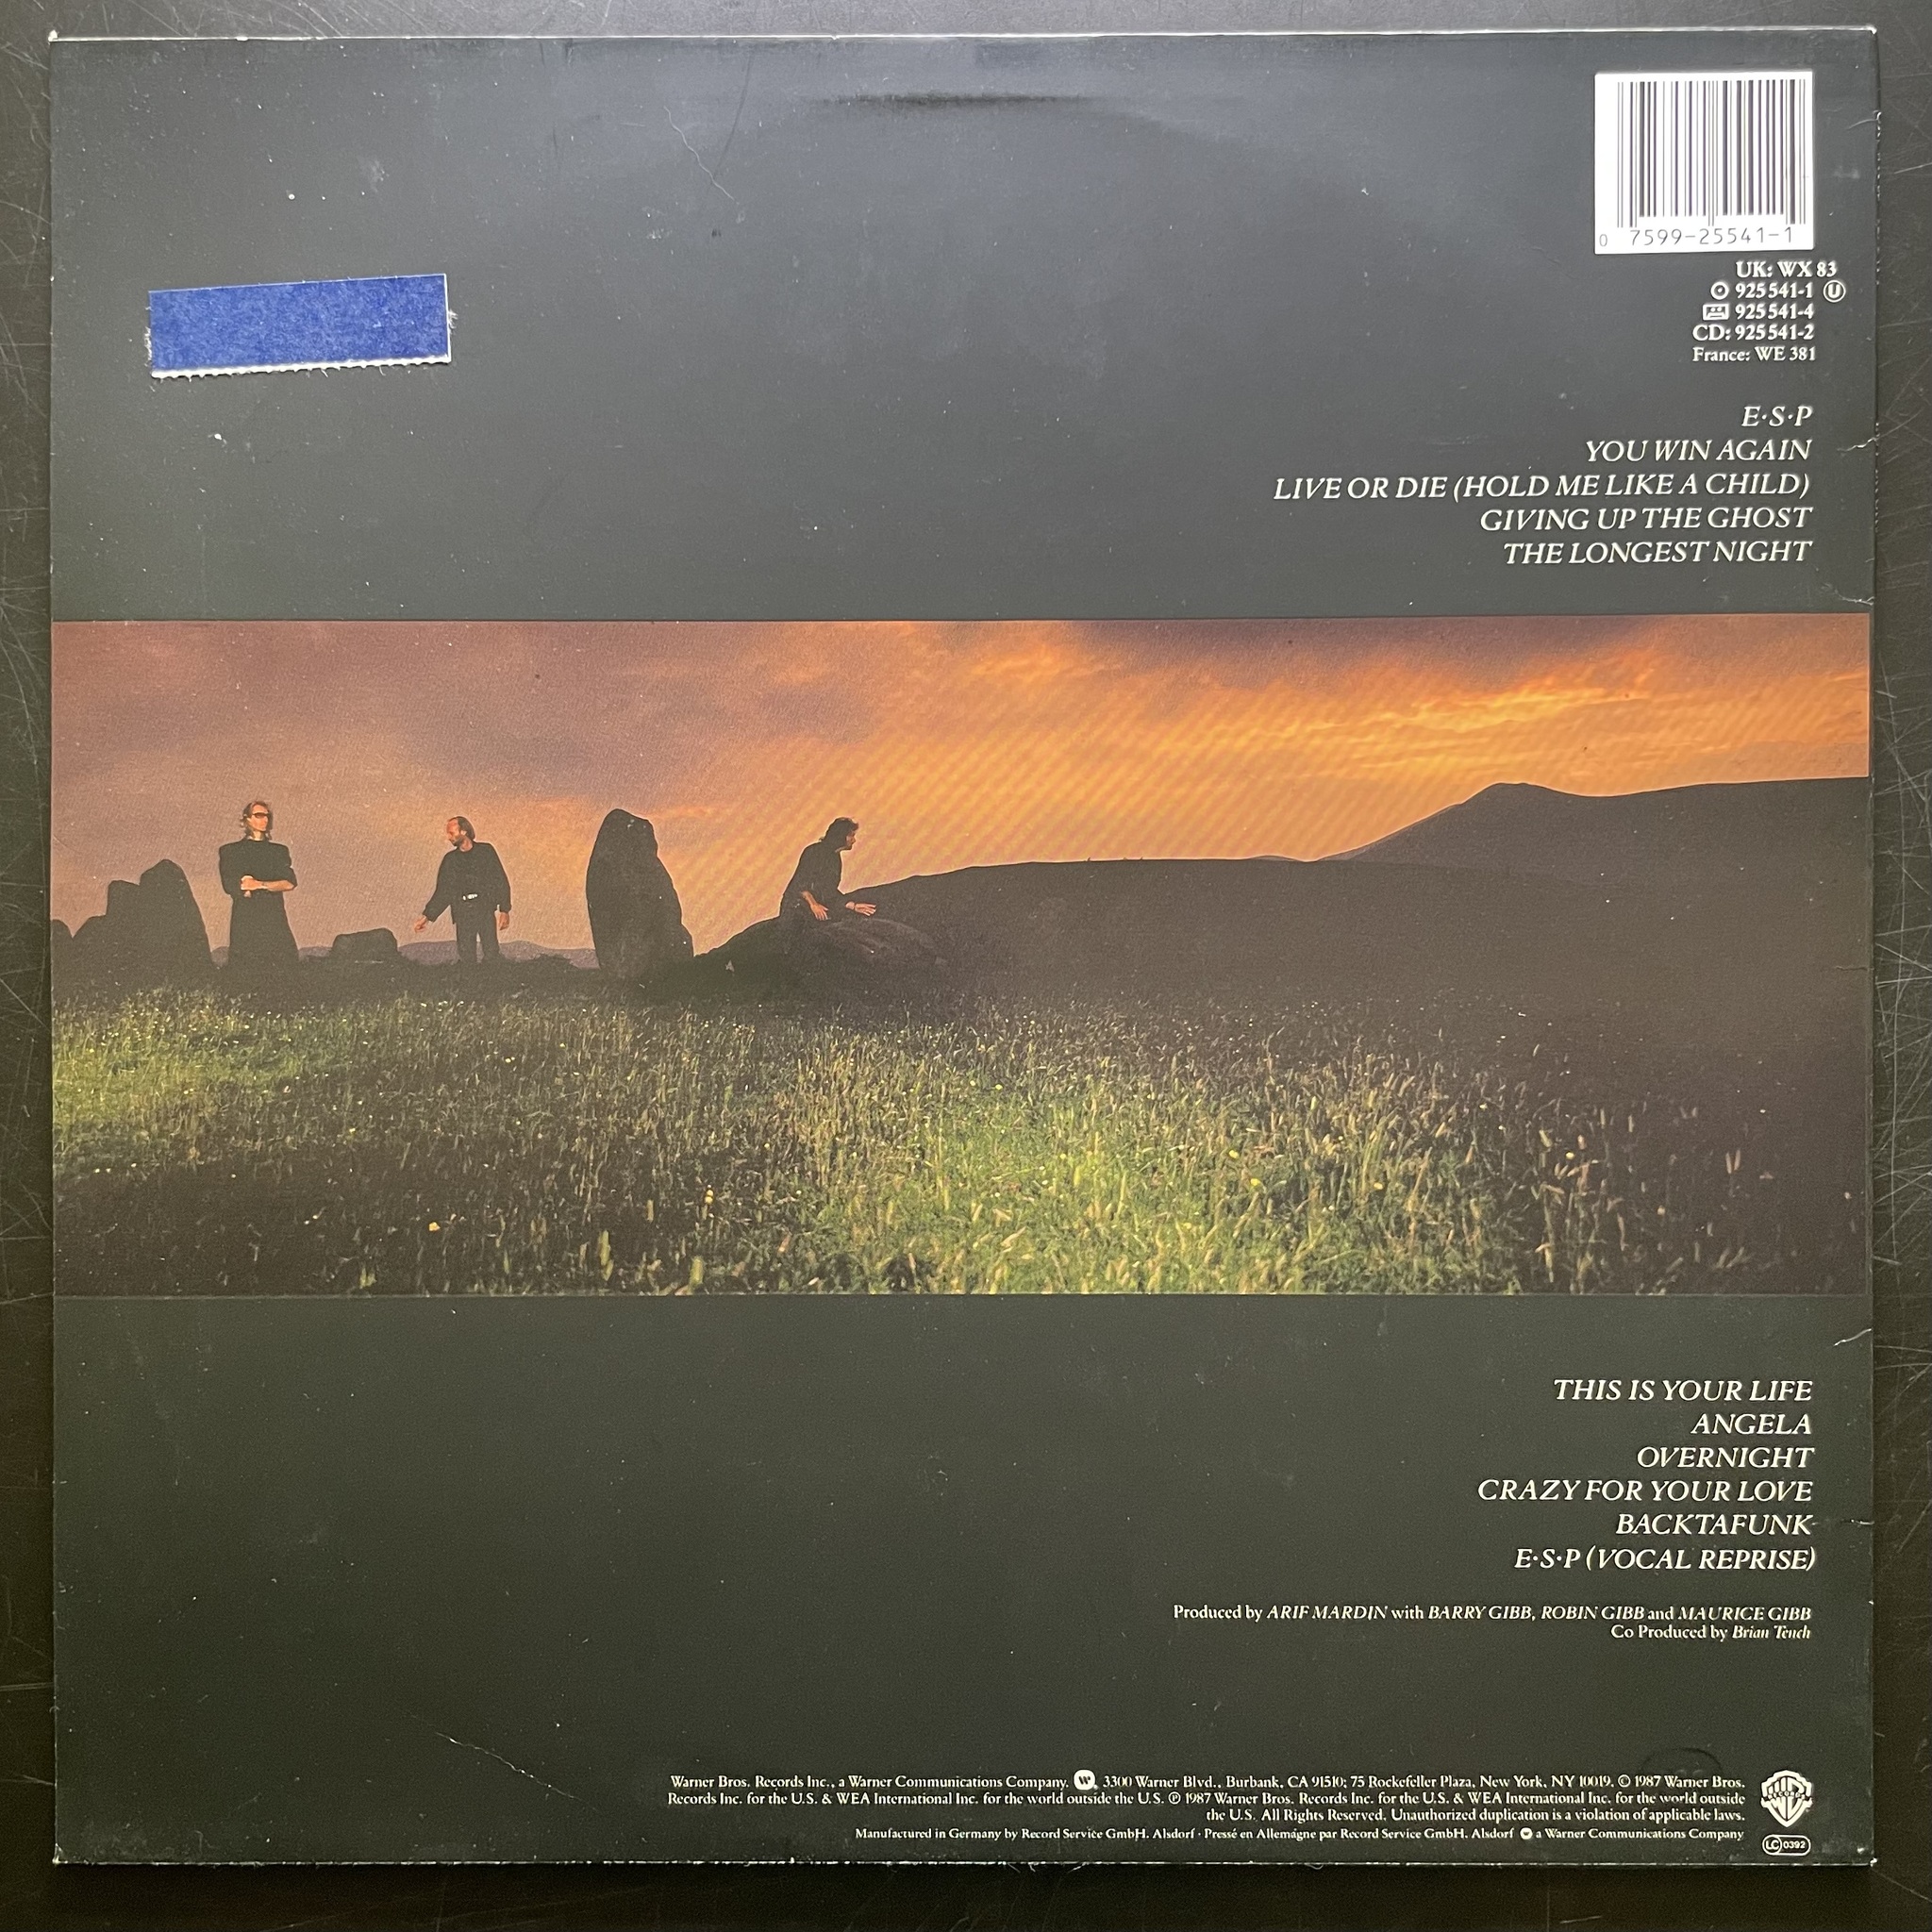 0 7599-25541-1
UK: WX 83
925 541-1 U
925 541-4
CD: 925 541-2
France: WE 381
E·S·P
YOU WIN AGAIN
LIVE OR DIE (HOLD ME LIKE A CHILD)
GIVING UP THE GHOST
THE LONGEST NIGHT
THIS IS YOUR LIFE
ANGELA
OVERNIGHT
CRAZY FOR YOUR LOVE
BACKTAFUNK
E·S·P (VOCAL REPRISE)
Produced by ARIF MARDIN with BARRY GIBB, ROBIN GIBB and MAURICE GIBB
Co Produced by Brian Tench
Warner Bros. Records Inc., a Warner Communications Company. 3300 Warner Blvd., Burbank, CA 91510; 75 Rockefeller Plaza, New York, NY 10019. © 1987 Warner Bros.
Records Inc. for the U.S. & WEA International Inc. for the world outside the U.S. ℗ 1987 Warner Bros. Records Inc. for the U.S. & WEA International Inc. for the world outside
the U.S. All Rights Reserved. Unauthorized duplication is a violation of applicable laws.
Manufactured in Germany by Record Service GmbH. Alsdorf · Pressé en Allemágne par Record Service GmbH. Alsdorf a Warner Communications Company
LC 0392